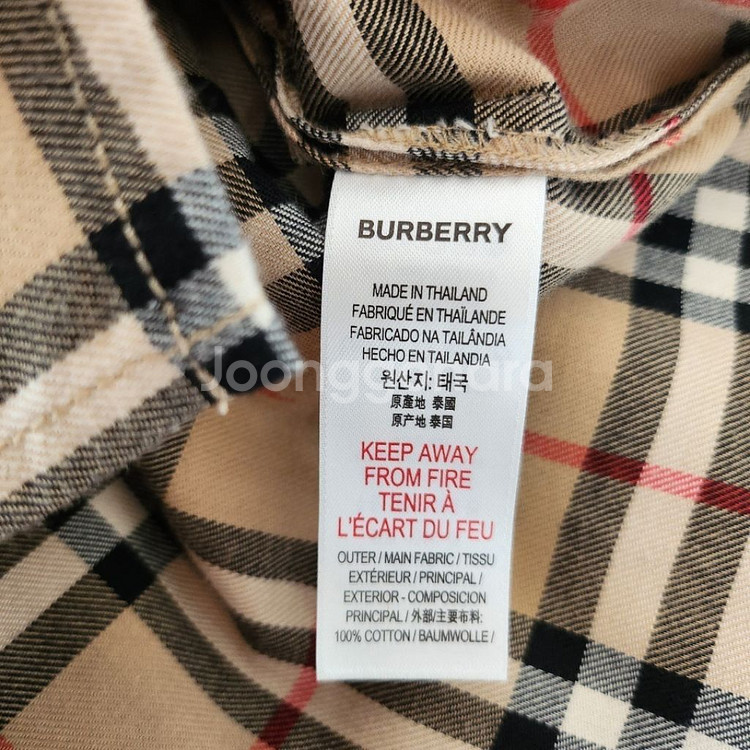 BURBERRY
MADE IN THAILAND
FABRIQUÉ EN THAÏLANDE
FABRICADO NA TAILÂNDIA
HECHO EN TAILANDIA
원산지: 태국
原產地 泰國
原产地 泰国
KEEP AWAY
FROM FIRE
TENIR À
L'ÉCART DU FEU
OUTER / MAIN FABRIC / TISSU
EXTÉRIEUR / PRINCIPAL /
EXTERIOR - COMPOSICION
PRINCIPAL / 外部/主要布料:
100% COTTON / BAUMWOLLE /
Joonggonara